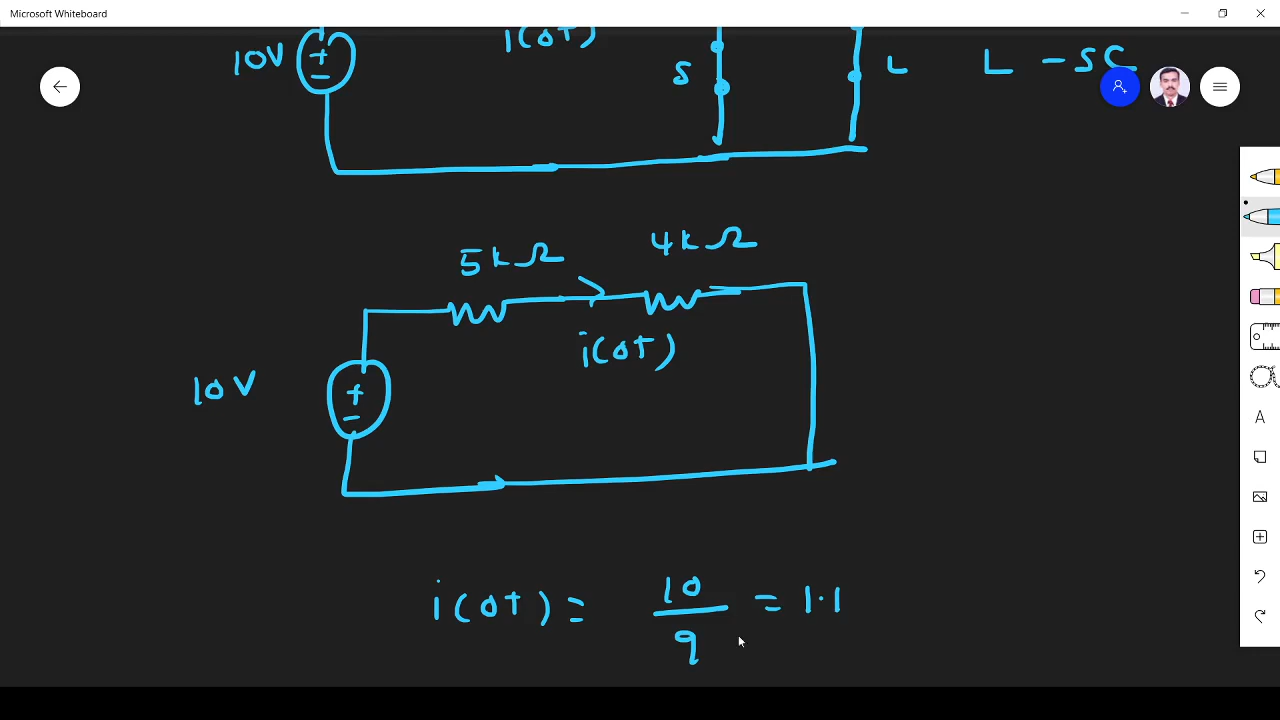 Microsoft Whiteboard
10V + − i(0+) S L L - SC
5kΩ 4kΩ
i(0+)
10V + −
i(0+) = 10/9 = 1.1
A